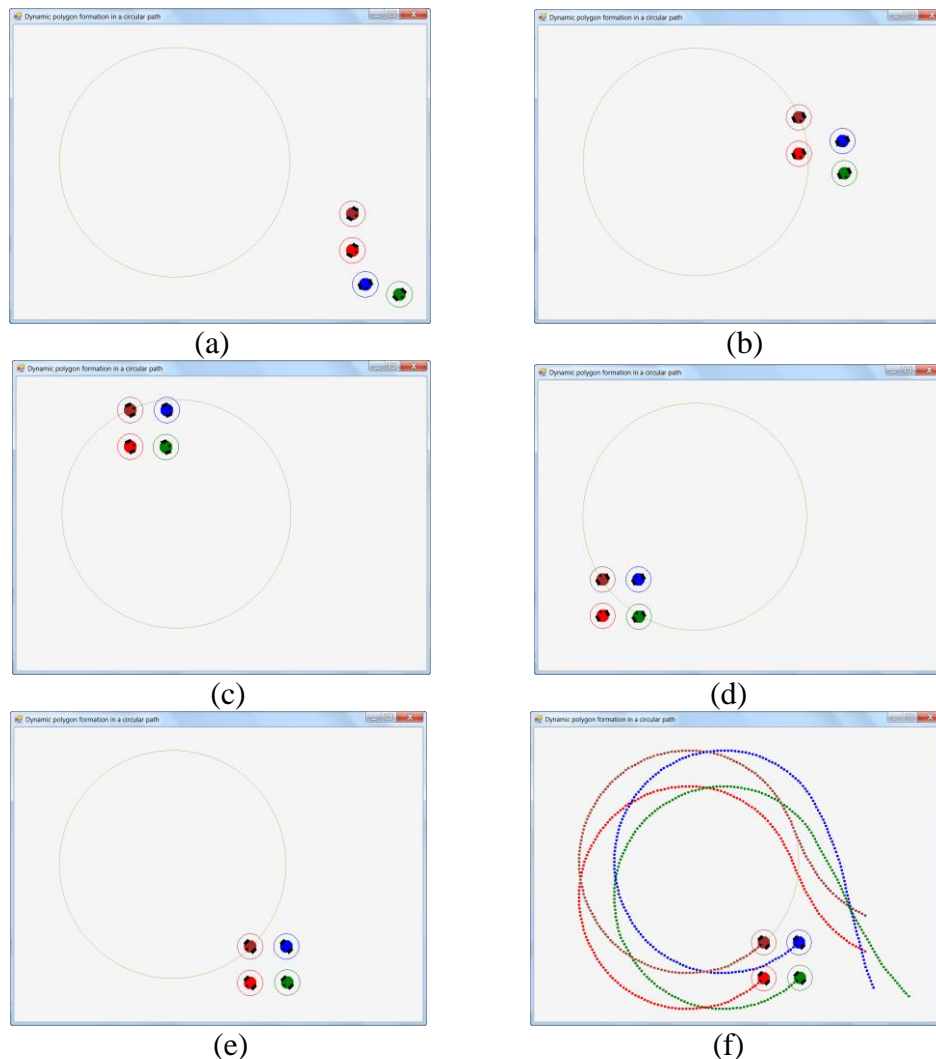 Dynamic polygon formation in a circular path
Dynamic polygon formation in a circular path
(a)
(b)
Dynamic polygon formation in a circular path
Dynamic polygon formation in a circular path
(c)
(d)
Dynamic polygon formation in a circular path
Dynamic polygon formation in a circular path
(e)
(f)